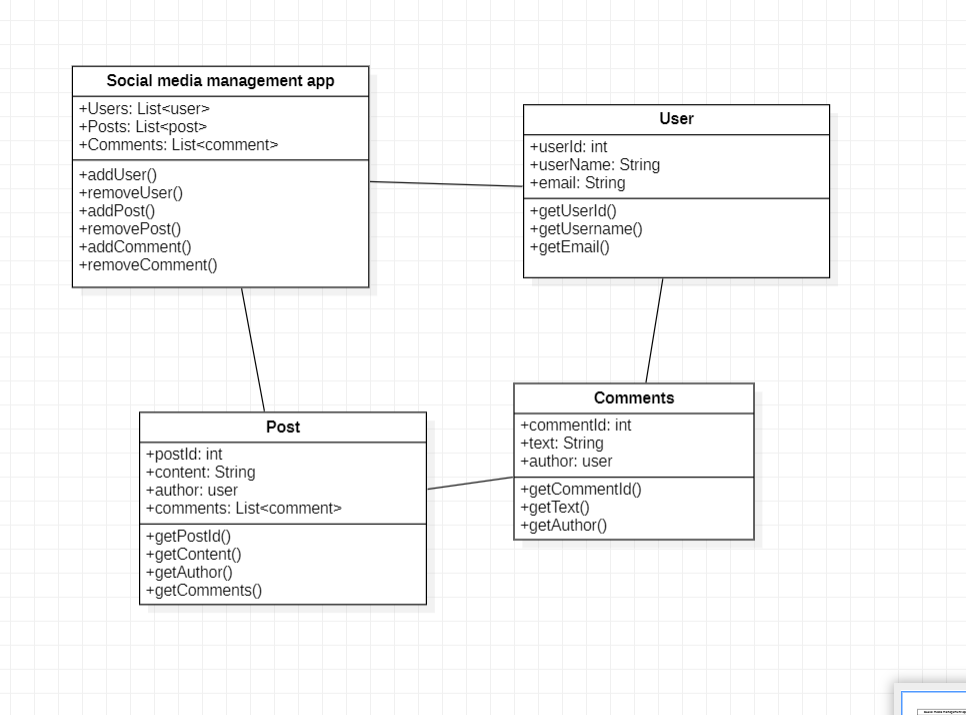 Social media management app
+Users: List<user>
+Posts: List<post>
+Comments: List<comment>
+addUser()
+removeUser()
+addPost()
+removePost()
+addComment()
+removeComment()
User
+userId: int
+userName: String
+email: String
+getUserId()
+getUsername()
+getEmail()
Post
+postId: int
+content: String
+author: user
+comments: List<comment>
+getPostId()
+getContent()
+getAuthor()
+getComments()
Comments
+commentId: int
+text: String
+author: user
+getCommentId()
+getText()
+getAuthor()